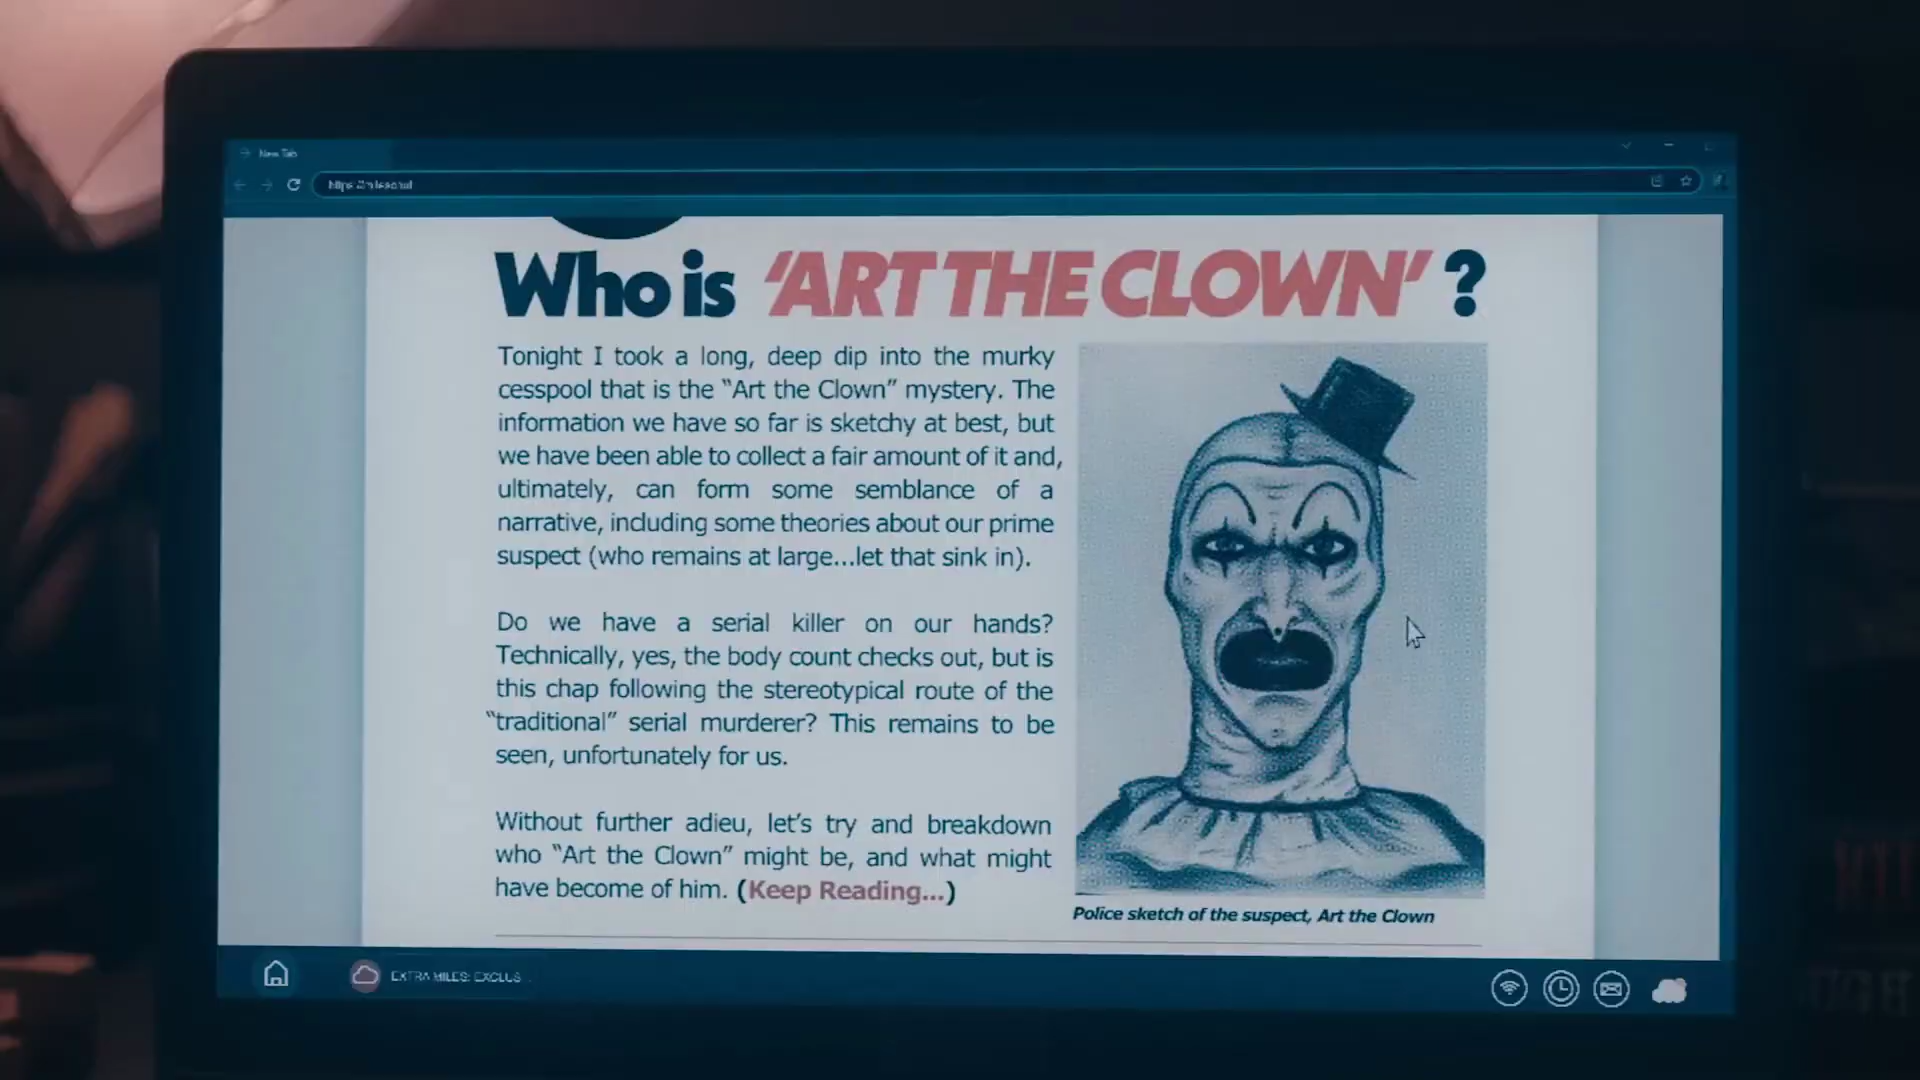 New Tab
Who is 'ART THE CLOWN' ?
Tonight I took a long, deep dip into the murky
cesspool that is the "Art the Clown" mystery. The
information we have so far is sketchy at best, but
we have been able to collect a fair amount of it and,
ultimately, can form some semblance of a
narrative, including some theories about our prime
suspect (who remains at large...let that sink in).
Do we have a serial killer on our hands?
Technically, yes, the body count checks out, but is
this chap following the stereotypical route of the
"traditional" serial murderer? This remains to be
seen, unfortunately for us.
Without further adieu, let's try and breakdown
who "Art the Clown" might be, and what might
have become of him. (Keep Reading...)
Police sketch of the suspect, Art the Clown
EXTRA MILES: EXCLUS